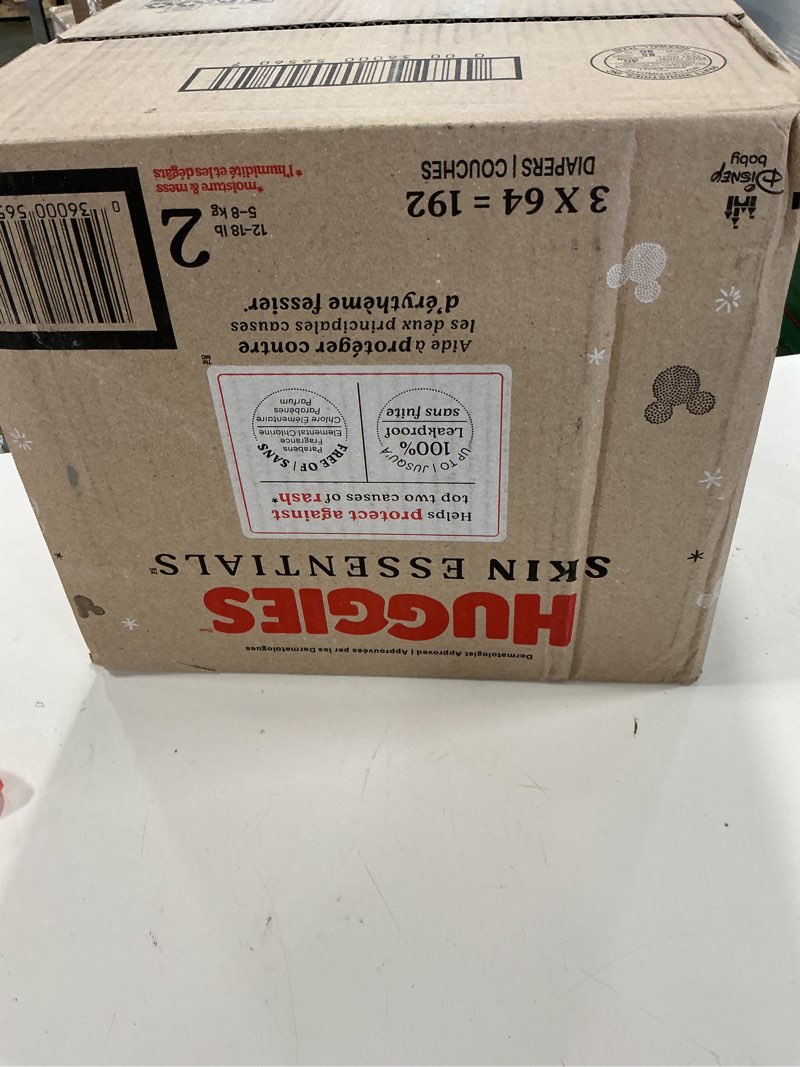 Dermatologist Approved | Approuvées par les Dermatologues
HUGGIES
SKIN ESSENTIALS
Helps protect against
top two causes of rash*
UP TO | JUSQU'À
100%
Leakproof
sans fuite
FREE OF | SANS
Parabens
Fragrance
Elemental Chlorine
Chlore Élémentaire
Parabènes
Parfum
Aide à protéger contre
les deux principales causes
d'érythème fessier*
3 X 64 = 192
DIAPERS | COUCHES
2
12-18 lb
5-8 kg
*moisture & mess
*l'humidité et les dégâts
Disney
baby
0 36000 565